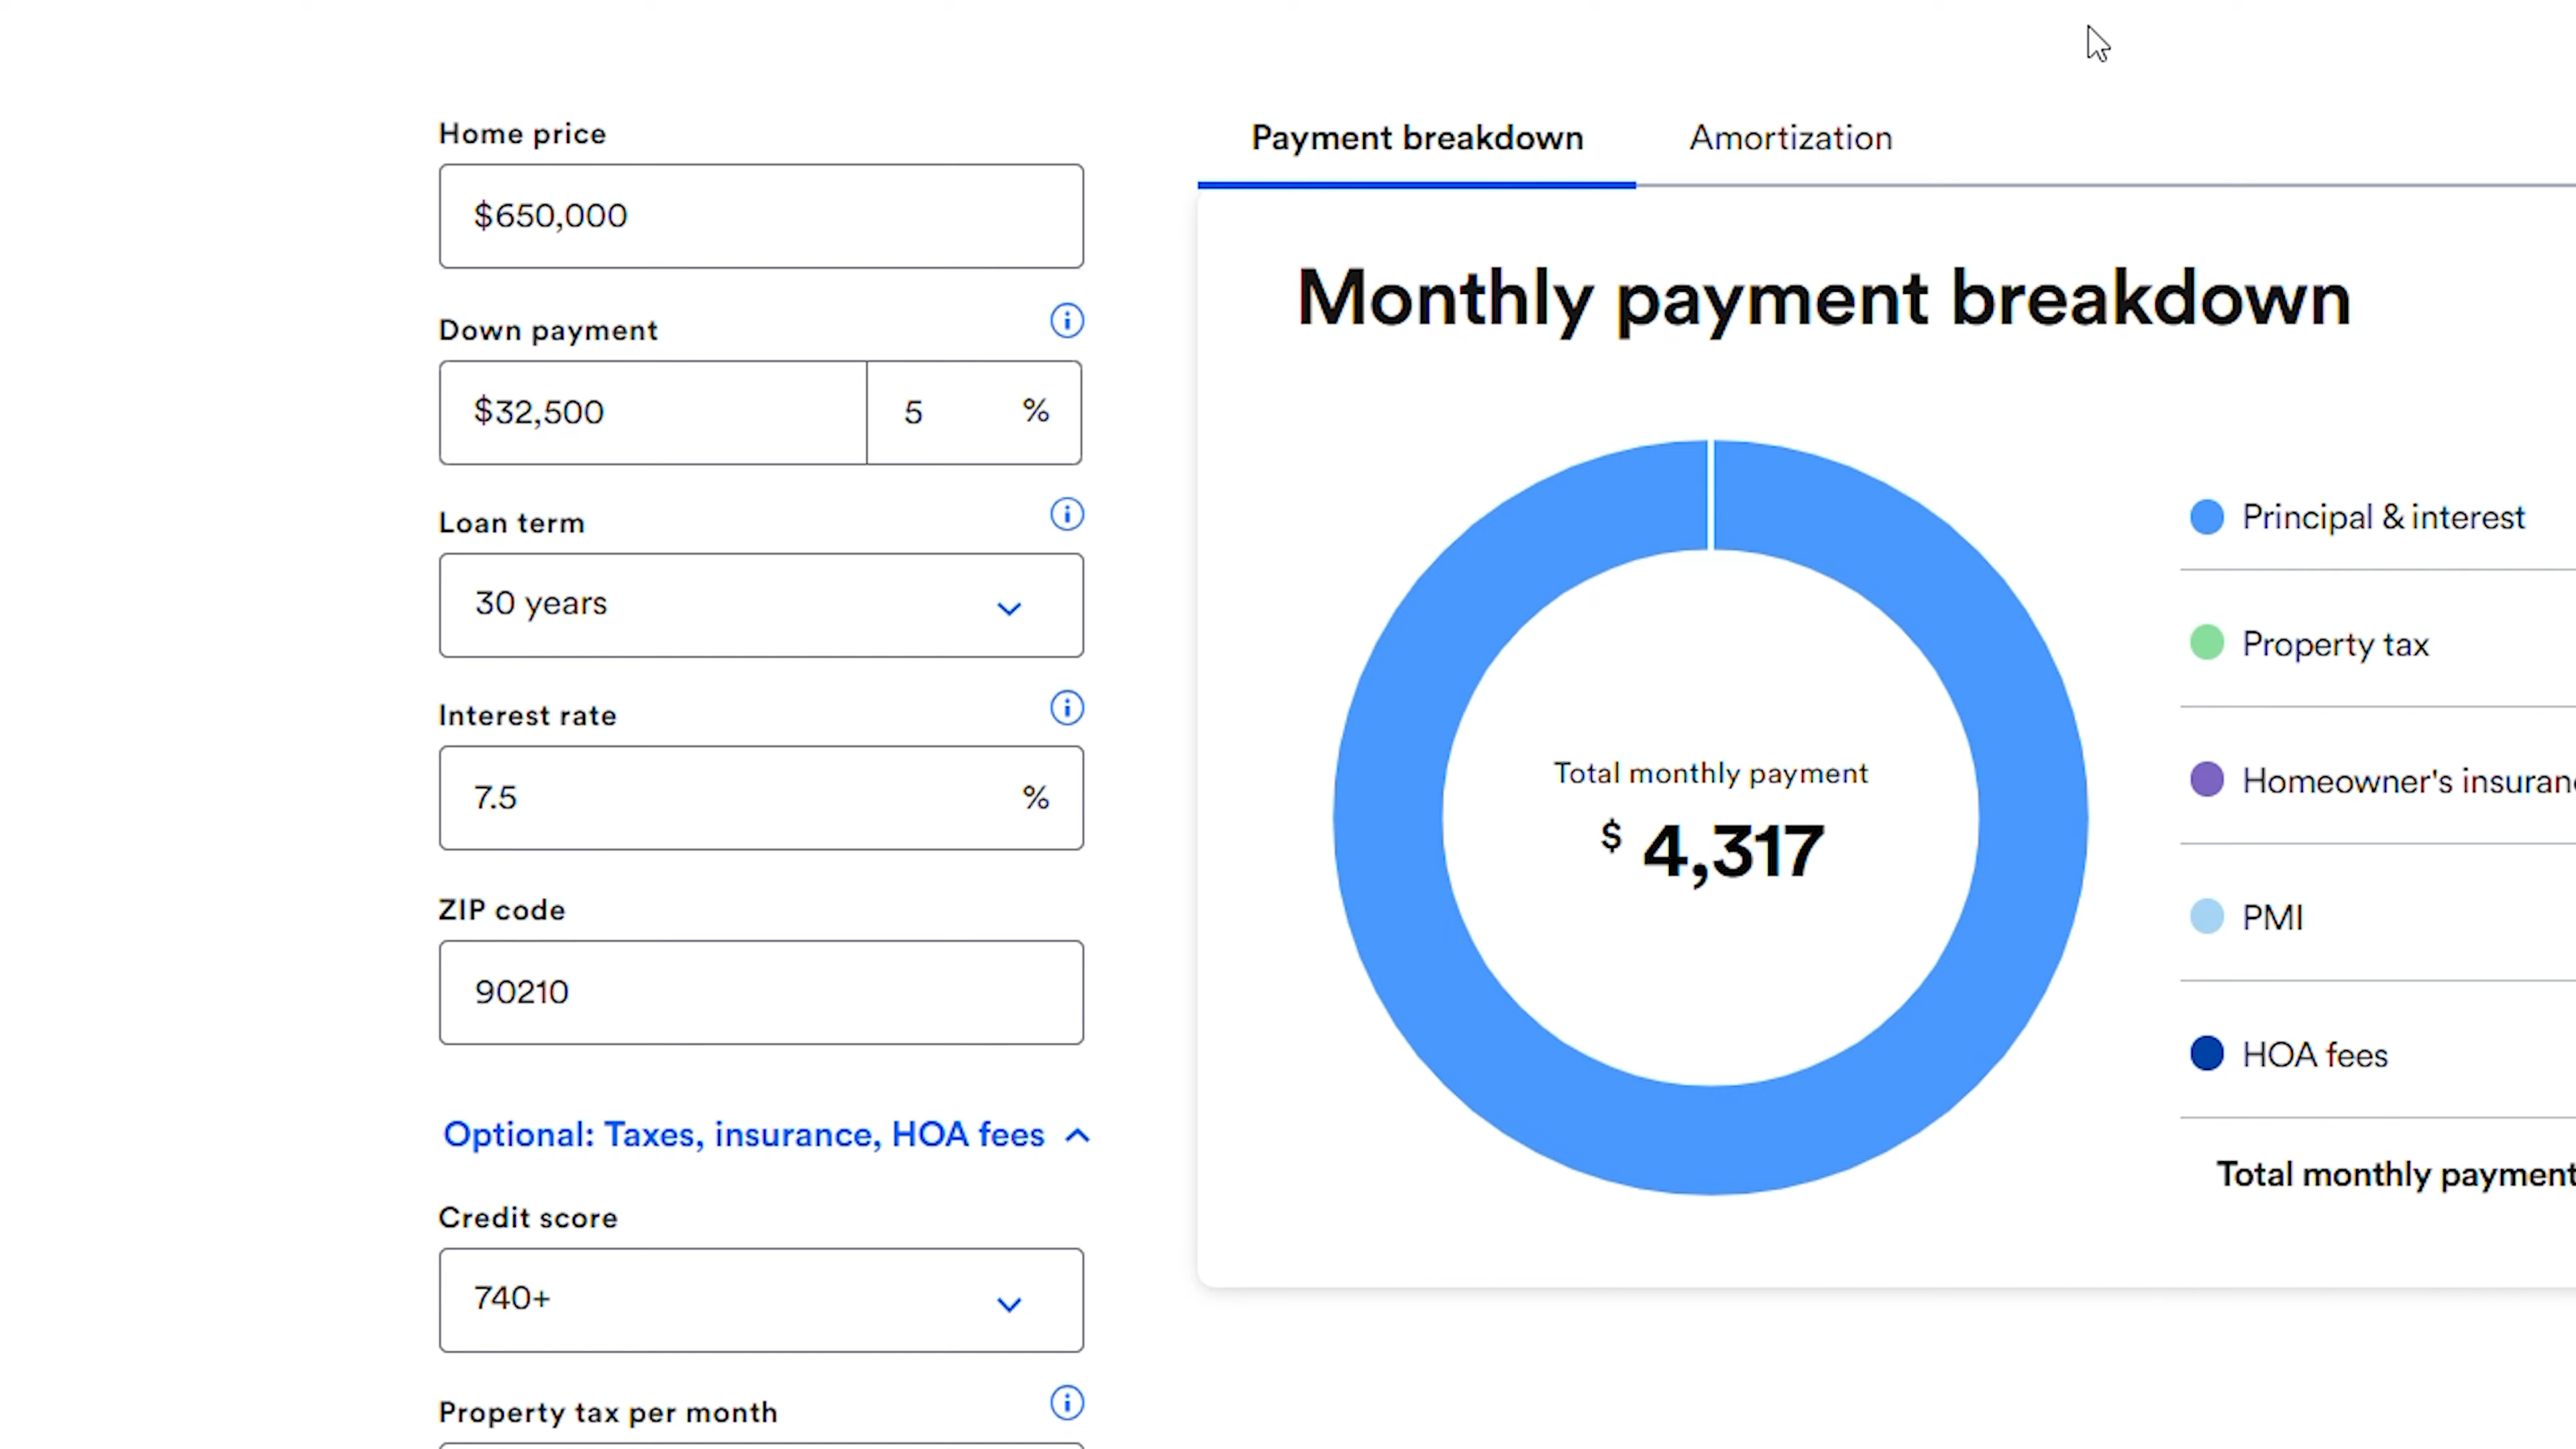 Home price
$650,000
Down payment
$32,500 5 %
Loan term
30 years
Interest rate
7.5 %
ZIP code
90210
Optional: Taxes, insurance, HOA fees
Credit score
740+
Property tax per month
Payment breakdown Amortization
Monthly payment breakdown
Total monthly payment
$ 4,317
Principal & interest
Property tax
Homeowner's insuran
PMI
HOA fees
Total monthly payment